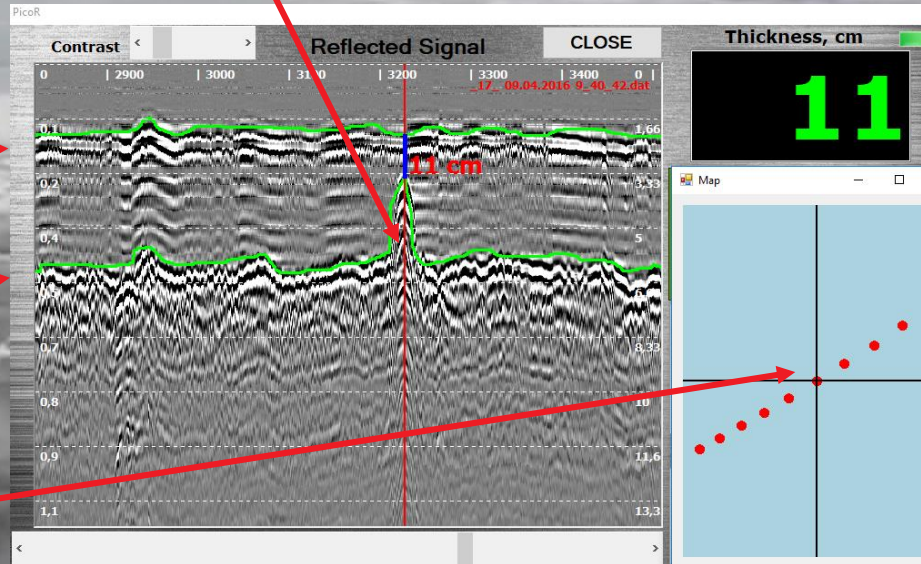 PicoR
Contrast
Reflected Signal
CLOSE
Thickness, cm
0 | 2900 | 3000 | 3100 | 3200 | 3300 | 3400 0 |
_17_ 09.04.2016 9_40_42.dat
11
0,1 1,66
11 cm
0,2 3,33
Map
0,4 5
0,7 8,33
0,8 10
0,9 11,6
1,1 13,3